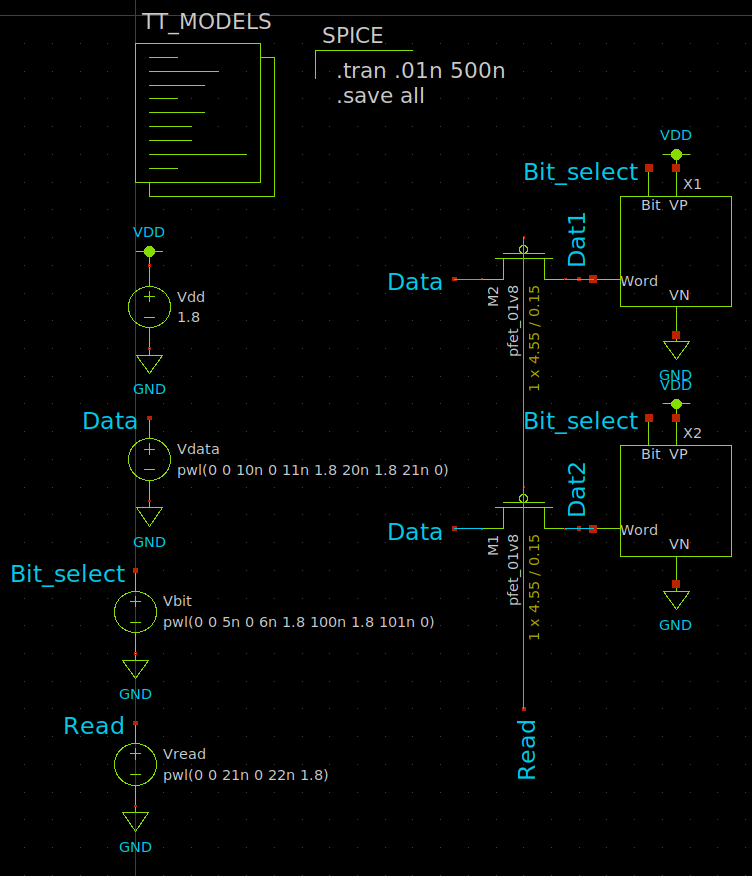 TT_MODELS
SPICE
.tran .01n 500n
.save all
VDD
Vdd
1.8
GND
Data
Vdata
pwl(0 0 10n 0 11n 1.8 20n 1.8 21n 0)
GND
Bit_select
Vbit
pwl(0 0 5n 0 6n 1.8 100n 1.8 101n 0)
GND
Read
Vread
pwl(0 0 21n 0 22n 1.8)
GND
VDD
Bit_select
X1
Bit VP
Dat1
Data
Word
M2
pfet_01v8
1 x 4.55 / 0.15
VN
GND
VDD
Bit_select
X2
Bit VP
Dat2
Data
Word
M1
pfet_01v8
1 x 4.55 / 0.15
VN
GND
Read